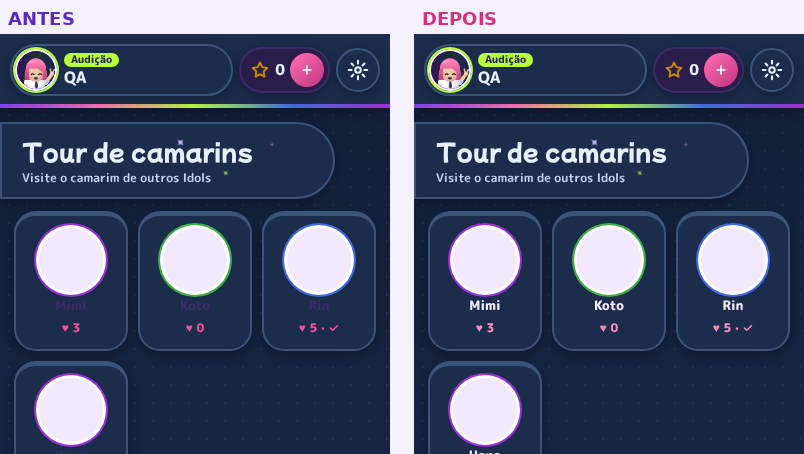 ANTES
Audição
QA
0
+
Tour de camarins
Visite o camarim de outros Idols
Mimi
Koto
Rin
♥ 3
♥ 0
♥ 5 · ✓
DEPOIS
Audição
QA
0
+
Tour de camarins
Visite o camarim de outros Idols
Mimi
Koto
Rin
♥ 3
♥ 0
♥ 5 · ✓